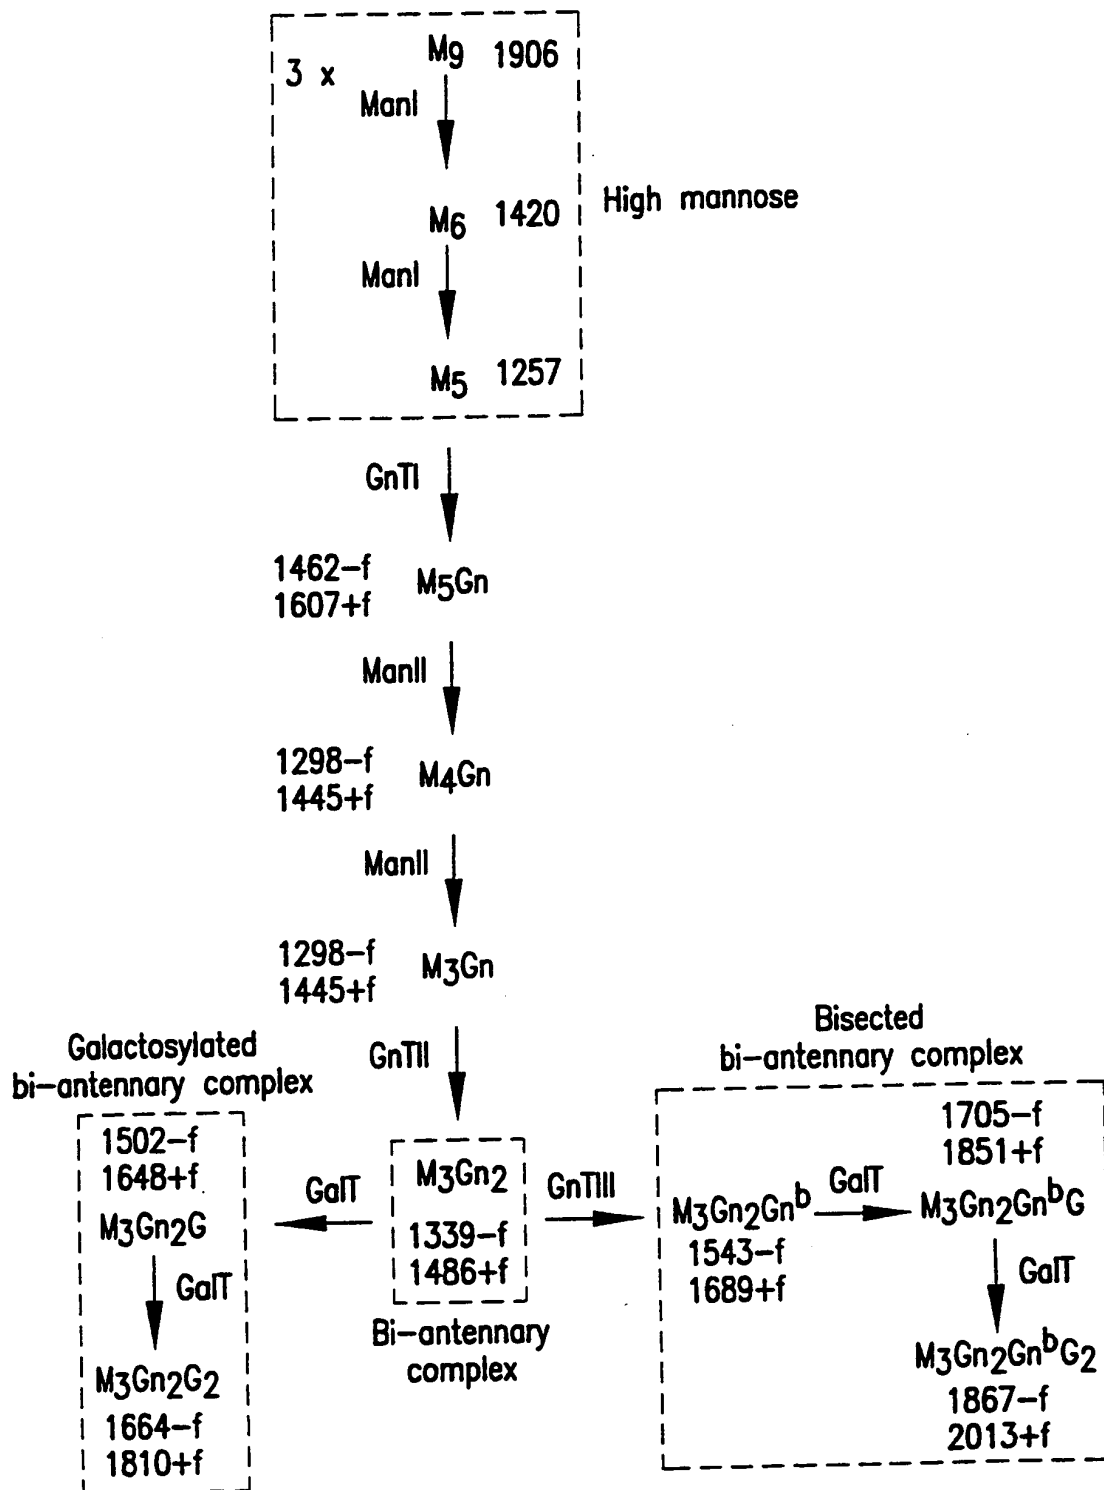 3 x
M9 1906
ManI
M6 1420
High mannose
ManI
M5 1257
GnTI
1462-f
1607+f
M5Gn
ManII
1298-f
1445+f
M4Gn
ManII
1298-f
1445+f
M3Gn
GnTII
Galactosylated
bi-antennary complex
1502-f
1648+f
M3Gn2G
GalT
M3Gn2G2
1664-f
1810+f
GalT
M3Gn2
1339-f
1486+f
Bi-antennary
complex
GnTIII
Bisected
bi-antennary complex
M3Gn2Gnᵇ
1543-f
1689+f
GalT
1705-f
1851+f
M3Gn2GnᵇG
GalT
M3Gn2GnᵇG2
1867-f
2013+f